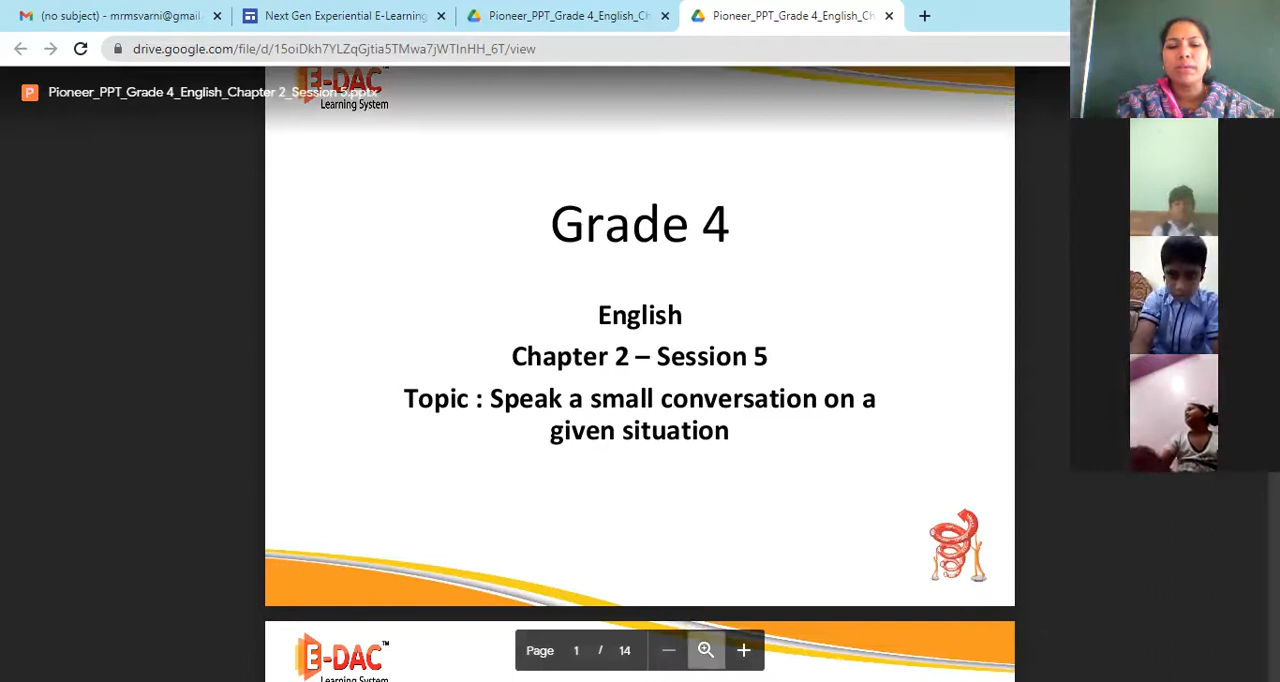 (no subject) - mrmsvarni@gmail
Next Gen Experiential E-Learning
Pioneer_PPT_Grade 4_English_Ch
Pioneer_PPT_Grade 4_English_Ch
drive.google.com/file/d/15oiDkh7YLZqGjtia5TMwa7jWTInHH_6T/view
E-DAC™
Learning System
P
Pioneer_PPT_Grade 4_English_Chapter 2_Session 5.pptx
Grade 4
English
Chapter 2 – Session 5
Topic : Speak a small conversation on a
given situation
E-DAC™
Learning System
Page 1 / 14